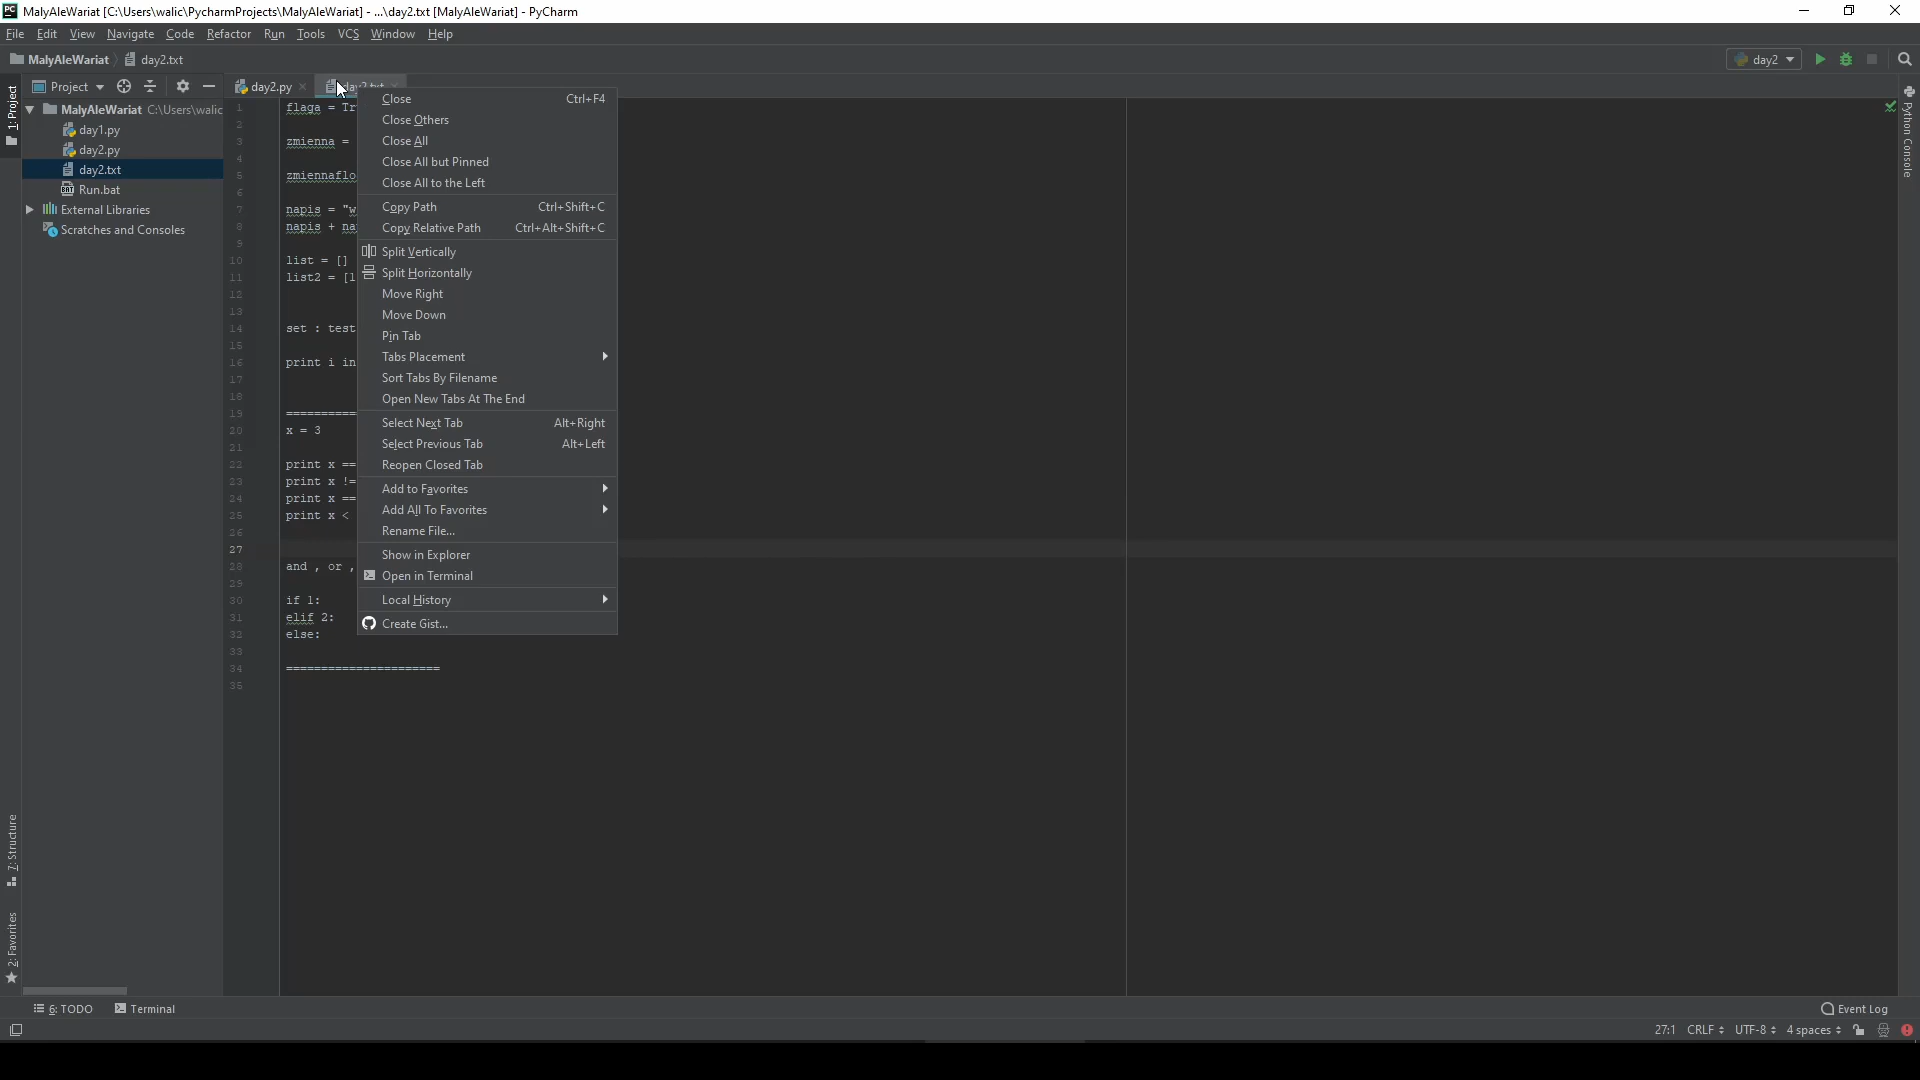 MalyAleWariat [C:\Users\walic\PycharmProjects\MalyAleWariat] - ...\day2.txt [MalyAleWariat] - PyCharm
File Edit View Navigate Code Refactor Run Tools VCS Window Help
MalyAleWariat day2.txt day2
Project day2.py
1: Project
MalyAleWariat C:\Users\walic
day1.py
day2.py
day2.txt
Run.bat
External Libraries
Scratches and Consoles
7: Structure
2: Favorites
1 flaga = Tr
2
3 zmienna =
4
5 zmiennaflo
6
7 napis = "w
8 napis + na
9
10 list = []
11 list2 = [1
12
13
14 set : test
15
16 print i in
17
18
19 ==========
20 x = 3
21
22 print x ==
23 print x !=
24 print x ==
25 print x <
26
27
28 and , or ,
29
30 if 1:
31 elif 2:
32 else:
33
34 ======================
35
Close Ctrl+F4
Close Others
Close All
Close All but Pinned
Close All to the Left
Copy Path Ctrl+Shift+C
Copy Relative Path Ctrl+Alt+Shift+C
Split Vertically
Split Horizontally
Move Right
Move Down
Pin Tab
Tabs Placement
Sort Tabs By Filename
Open New Tabs At The End
Select Next Tab Alt+Right
Select Previous Tab Alt+Left
Reopen Closed Tab
Add to Favorites
Add All To Favorites
Rename File...
Show in Explorer
Open in Terminal
Local History
Create Gist...
Python Console
6: TODO Terminal Event Log
27:1 CRLF UTF-8 4 spaces